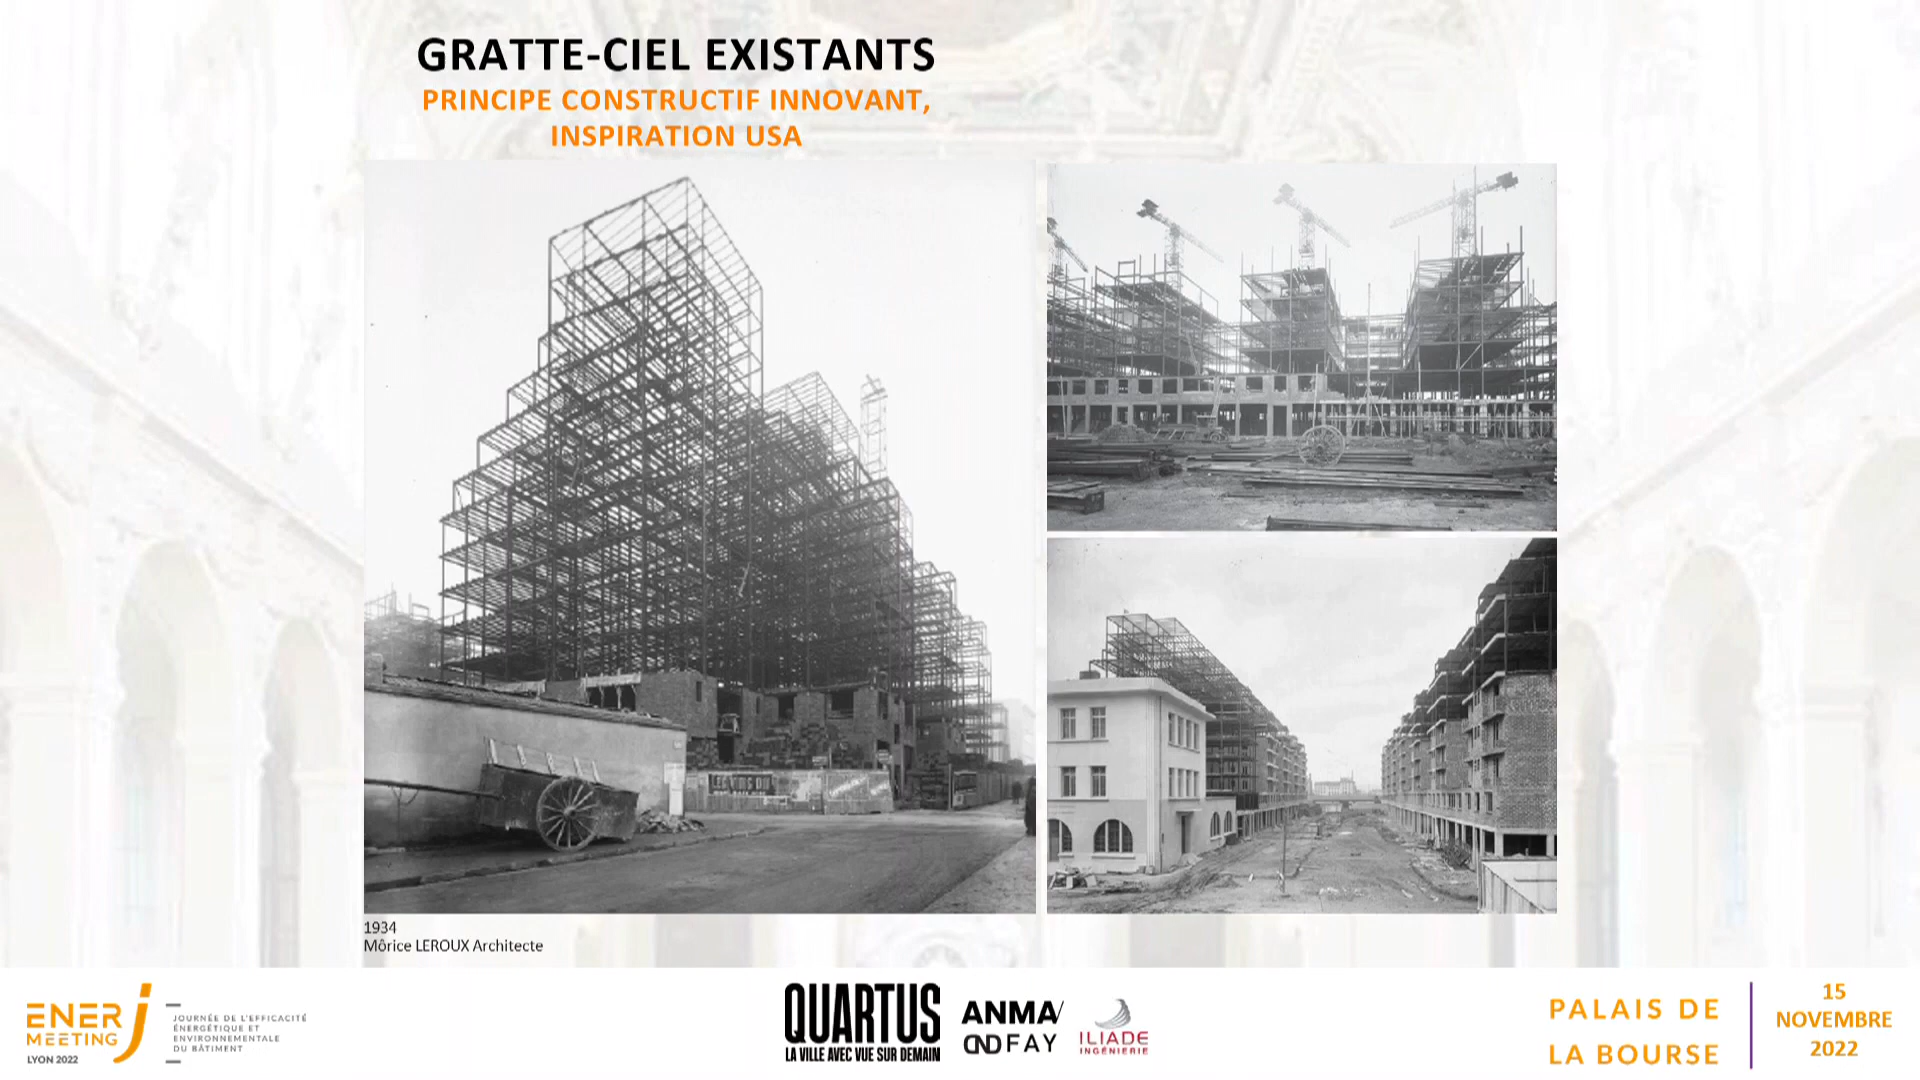 GRATTE-CIEL EXISTANTS
PRINCIPE CONSTRUCTIF INNOVANT,
INSPIRATION USA
1934
Môrice LEROUX Architecte
ENERJ
MEETING
LYON 2022
JOURNÉE DE L'EFFICACITÉ
ÉNERGÉTIQUE ET
ENVIRONNEMENTALE
DU BÂTIMENT
QUARTUS
LA VILLE AVEC VUE SUR DEMAIN
ANMA/
FAY
ILIADE
INGÉNIERIE
PALAIS DE
LA BOURSE
15
NOVEMBRE
2022